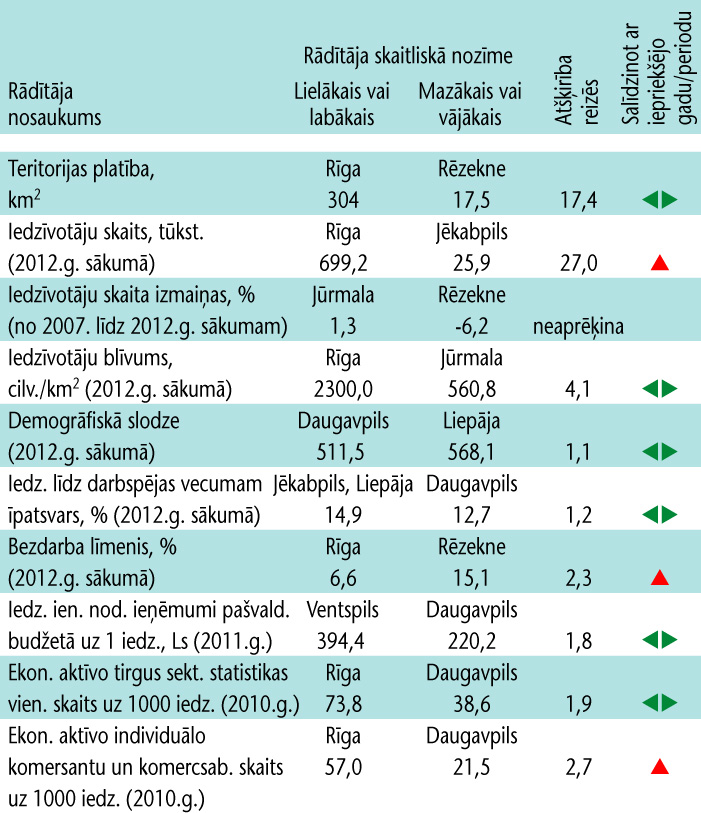 Rādītāja nosaukums
Rādītāja skaitliskā nozīme
Lielākais vai labākais
Mazākais vai vājākais
Atšķirība reizēs
Salīdzinot ar iepriekšējo gadu/periodu
Teritorijas platība, Rīga Rēzekne
km² 304 17,5 17,4
Iedzīvotāju skaits, tūkst. Rīga Jēkabpils
(2012.g. sākumā) 699,2 25,9 27,0
Iedzīvotāju skaita izmaiņas, % Jūrmala Rēzekne
(no 2007. līdz 2012.g. sākumam) 1,3 -6,2 neaprēķina
Iedzīvotāju blīvums, Rīga Jūrmala
cilv./km² (2012.g. sākumā) 2300,0 560,8 4,1
Demogrāfiskā slodze Daugavpils Liepāja
(2012.g. sākumā) 511,5 568,1 1,1
Iedz. līdz darbspējas vecumam Jēkabpils, Liepāja Daugavpils
īpatsvars, % (2012.g. sākumā) 14,9 12,7 1,2
Bezdarba līmenis, % Rīga Rēzekne
(2012.g. sākumā) 6,6 15,1 2,3
Iedz. ien. nod. ieņēmumi pašvald. Ventspils Daugavpils
budžetā uz 1 iedz., Ls (2011.g.) 394,4 220,2 1,8
Ekon. aktīvo tirgus sekt. statistikas Rīga Daugavpils
vien. skaits uz 1000 iedz. (2010.g.) 73,8 38,6 1,9
Ekon. aktīvo individuālo Rīga Daugavpils
komersantu un komercsab. skaits 57,0 21,5 2,7
uz 1000 iedz. (2010.g.)